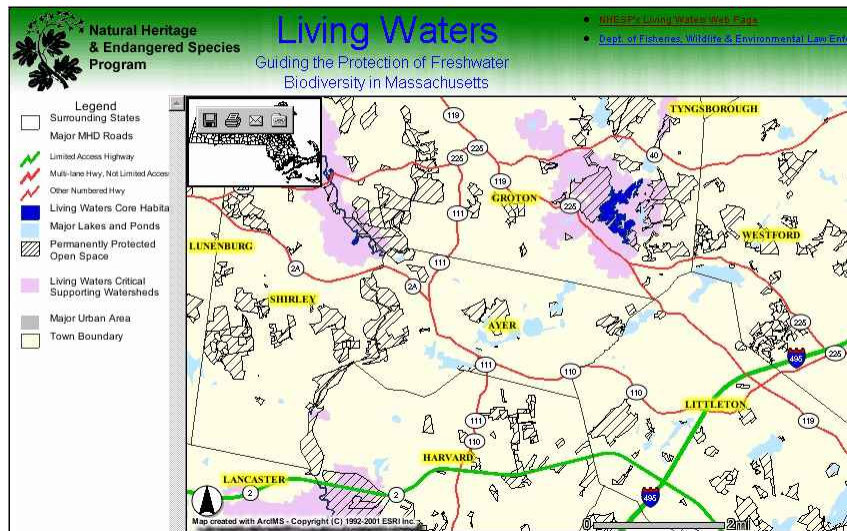 Natural Heritage
& Endangered Species
Program
Living Waters
Guiding the Protection of Freshwater
Biodiversity in Massachusetts
NHESP's Living Waters Web Page
Dept. of Fisheries, Wildlife & Environmental Law Ent
Legend
Surrounding States
Major MHD Roads
Limited Access Highway
Multi-lane Hwy, Not Limited Access
Other Numbered Hwy
Living Waters Core Habita
Major Lakes and Ponds
Permanently Protected
Open Space
Living Waters Critical
Supporting Watersheds
Major Urban Area
Town Boundary
TYNGSBOROUGH
119
225
225
40
119
GROTON
225
111
LUNENBURG
WESTFORD
2A
111
2A
SHIRLEY
AYER
225
225
495
111
110
110
LITTLETON
119
111
110
HARVARD
LANCASTER
2
2
495
0
2mi
Map created with ArcIMS - Copyright (C) 1992-2001 ESRI Inc.